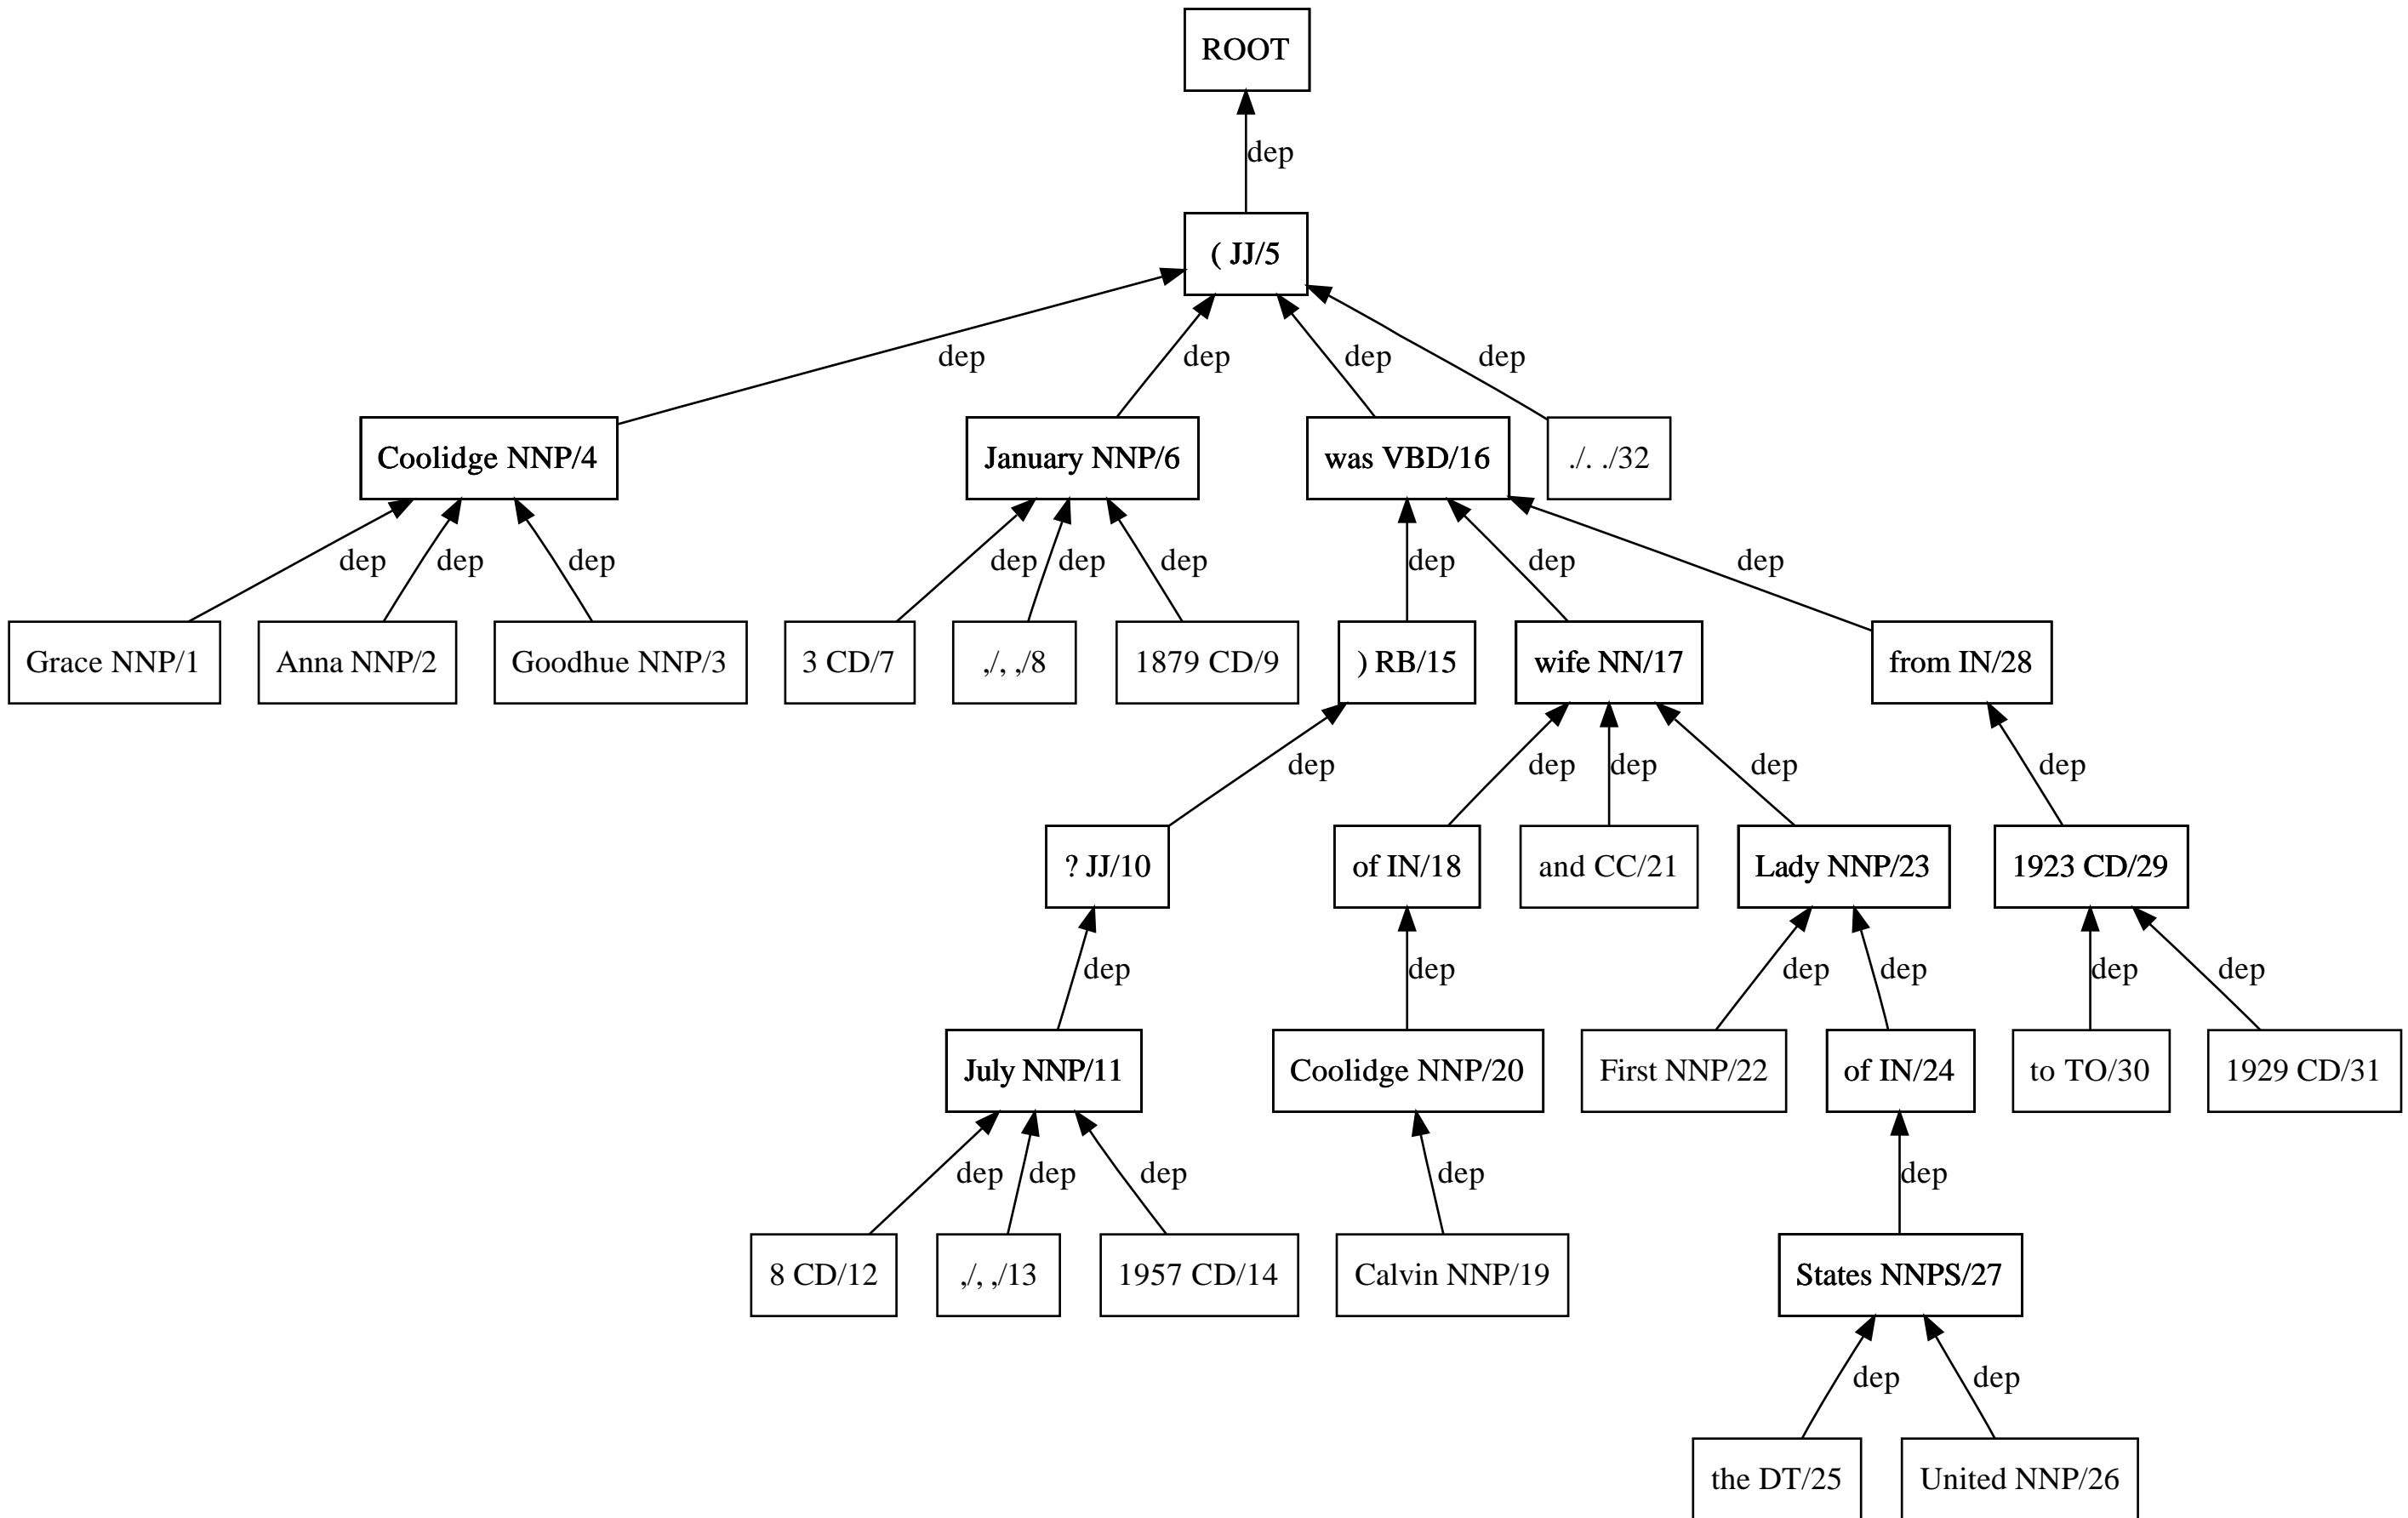 ROOT
dep
( JJ/5
dep dep dep dep
Coolidge NNP/4 January NNP/6 was VBD/16 ./. ./32
dep dep dep dep dep dep dep dep dep
Grace NNP/1 Anna NNP/2 Goodhue NNP/3 3 CD/7 ,/, ,/8 1879 CD/9 ) RB/15 wife NN/17 from IN/28
dep dep dep dep dep
? JJ/10 of IN/18 and CC/21 Lady NNP/23 1923 CD/29
dep dep dep dep dep dep
July NNP/11 Coolidge NNP/20 First NNP/22 of IN/24 to TO/30 1929 CD/31
dep dep dep dep dep
8 CD/12 ,/, ,/13 1957 CD/14 Calvin NNP/19 States NNPS/27
dep dep
the DT/25 United NNP/26